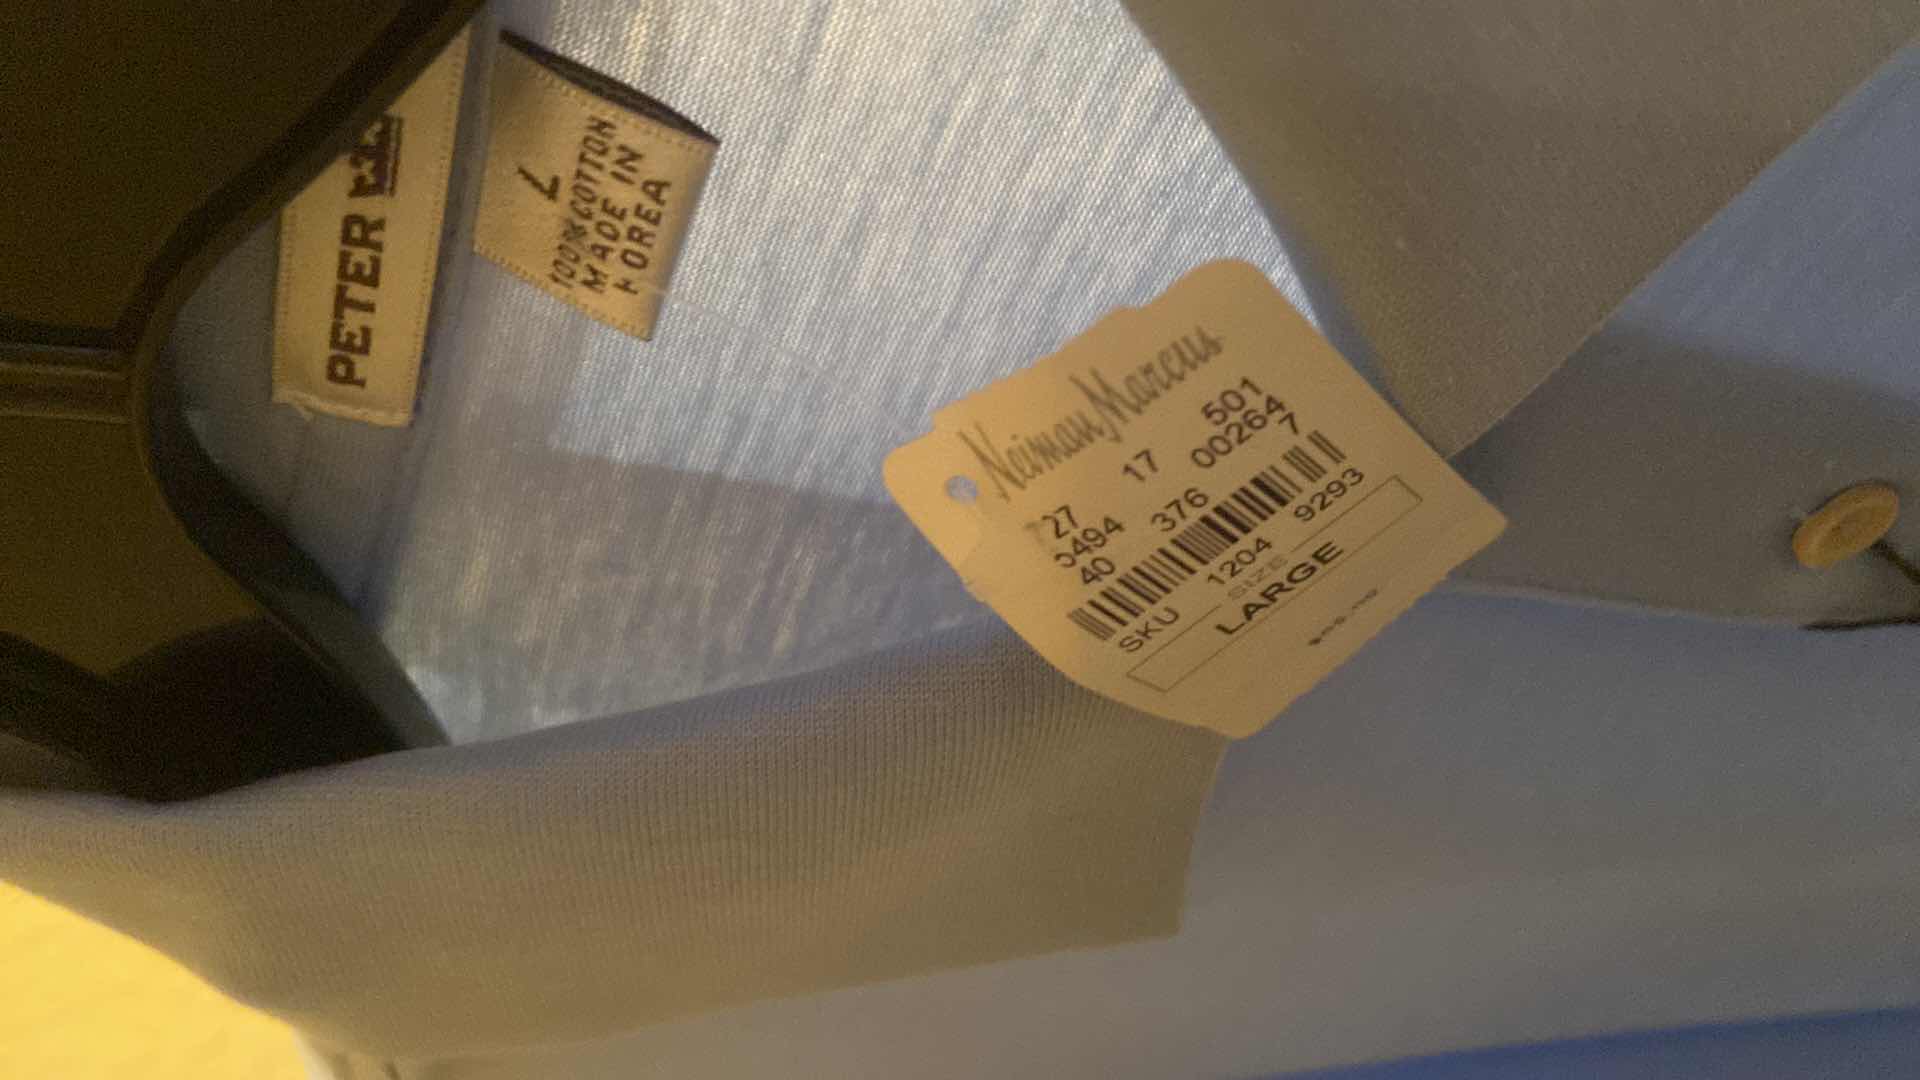 PETER
L
100% COTTON
MADE IN
KOREA
Neiman Marcus
27 17 501
0494 376 00264
40 7
SKU 1204 9293
SIZE
LARGE